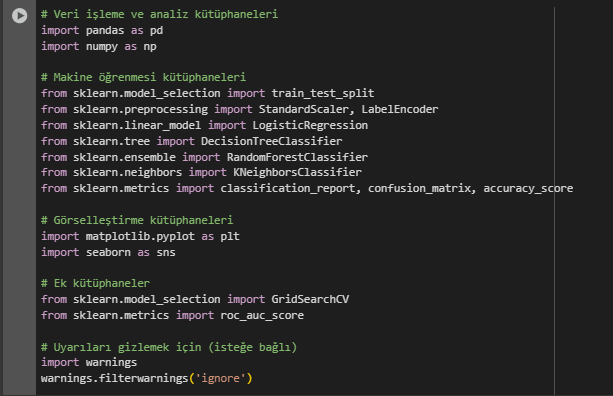 # Veri işleme ve analiz kütüphaneleri
import pandas as pd
import numpy as np
# Makine öğrenmesi kütüphaneleri
from sklearn.model_selection import train_test_split
from sklearn.preprocessing import StandardScaler, LabelEncoder
from sklearn.linear_model import LogisticRegression
from sklearn.tree import DecisionTreeClassifier
from sklearn.ensemble import RandomForestClassifier
from sklearn.neighbors import KNeighborsClassifier
from sklearn.metrics import classification_report, confusion_matrix, accuracy_score
# Görselleştirme kütüphaneleri
import matplotlib.pyplot as plt
import seaborn as sns
# Ek kütüphaneler
from sklearn.model_selection import GridSearchCV
from sklearn.metrics import roc_auc_score
# Uyarıları gizlemek için (isteğe bağlı)
import warnings
warnings.filterwarnings('ignore')